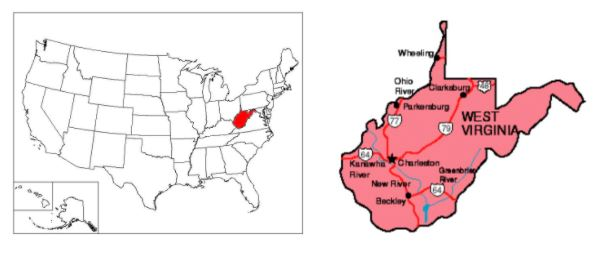 Wheeling
Ohio
River
Clarksburg
48
Parkersburg
WEST
VIRGINIA
77
79
64
Charleston
Kanawha
River
Greenbrier
River
New River
64
Beckley